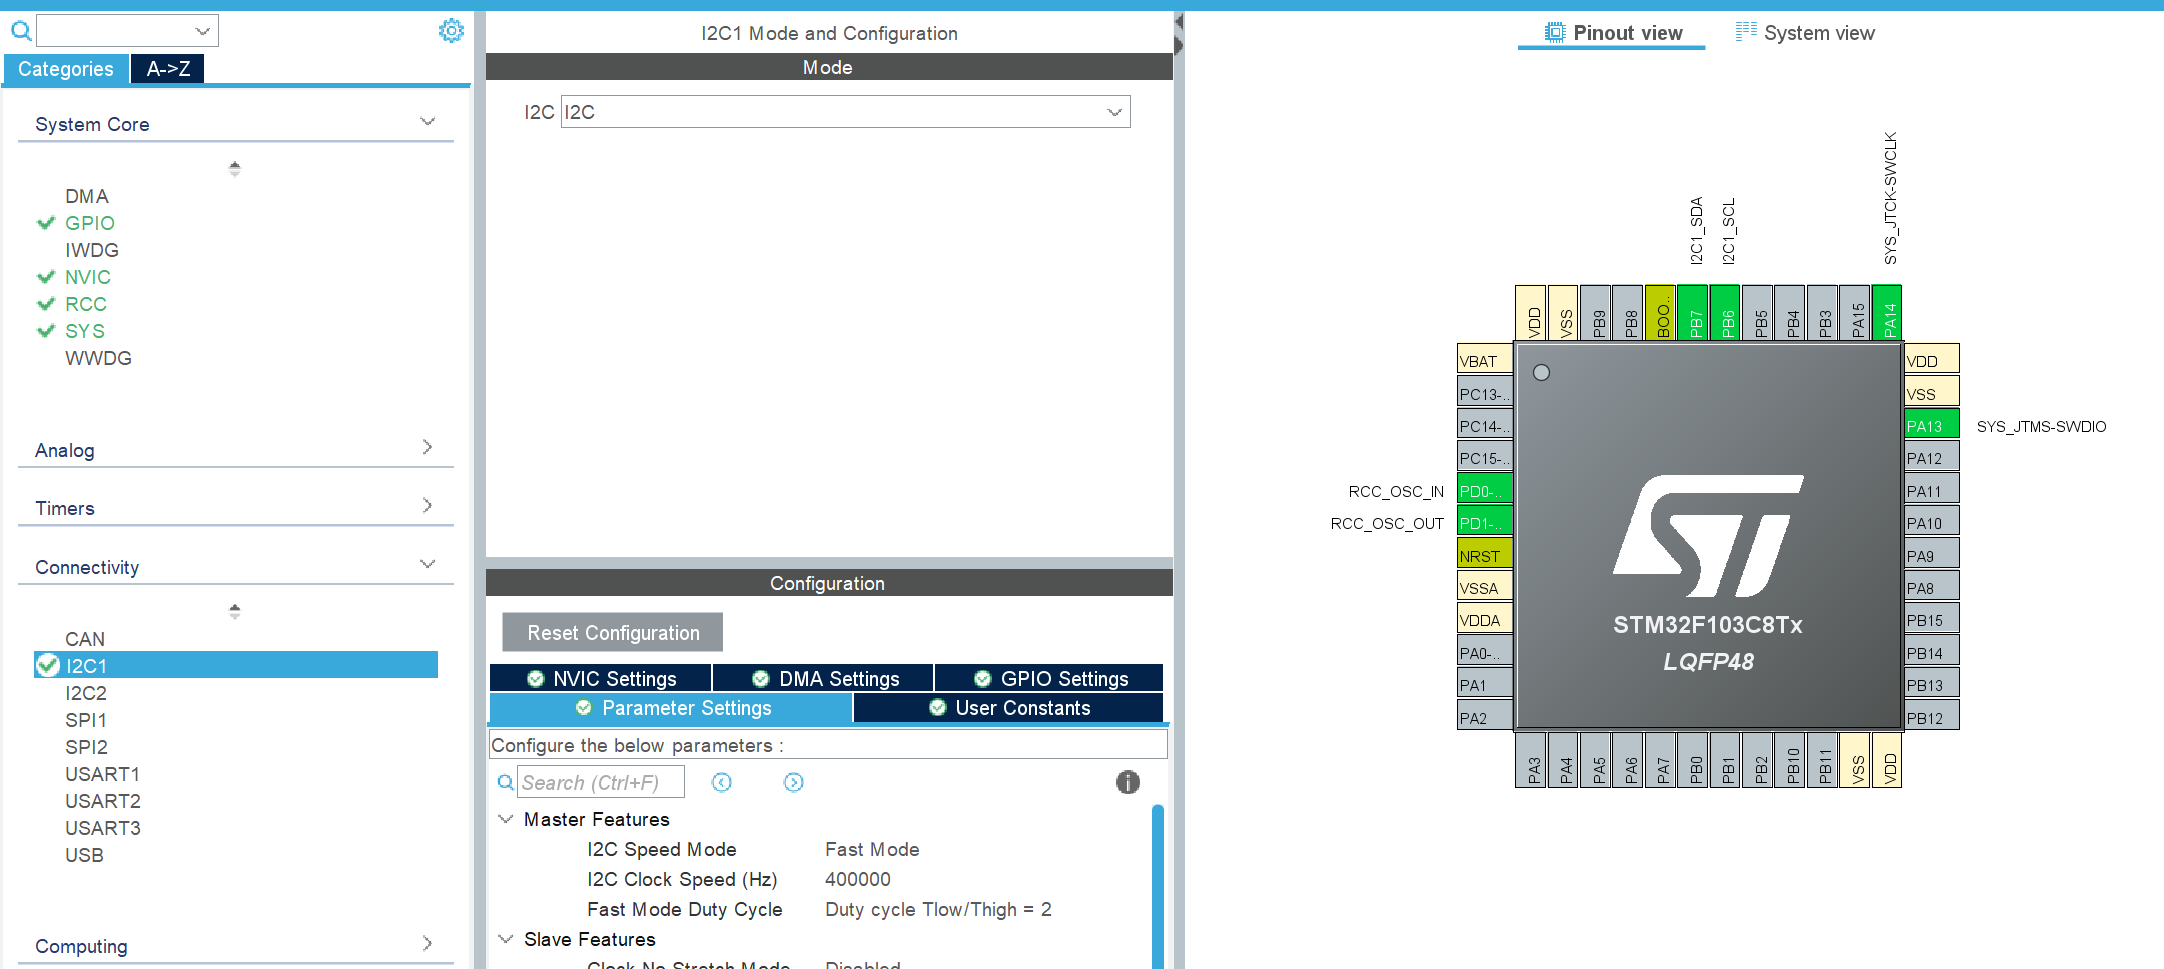 Categories
A->Z
System Core
DMA
GPIO
IWDG
NVIC
RCC
SYS
WWDG
Analog
Timers
Connectivity
CAN
I2C1
I2C2
SPI1
SPI2
USART1
USART2
USART3
USB
Computing
I2C1 Mode and Configuration
Mode
I2C I2C
Configuration
Reset Configuration
NVIC Settings
DMA Settings
GPIO Settings
Parameter Settings
User Constants
Configure the below parameters :
Search (Ctrl+F)
Master Features
I2C Speed Mode Fast Mode
I2C Clock Speed (Hz) 400000
Fast Mode Duty Cycle Duty cycle Tlow/Thigh = 2
Slave Features
Clock No Stretch Mode Disabled
Pinout view
System view
I2C1_SDA
I2C1_SCL
SYS_JTCK-SWCLK
VDD
VSS
PB9
PB8
BOO..
PB7
PB6
PB5
PB4
PB3
PA15
PA14
VBAT
PC13-..
PC14-..
PC15-..
RCC_OSC_IN PD0-..
RCC_OSC_OUT PD1-..
NRST
VSSA
VDDA
PA0-..
PA1
PA2
ST
STM32F103C8Tx
LQFP48
VDD
VSS
PA13 SYS_JTMS-SWDIO
PA12
PA11
PA10
PA9
PA8
PB15
PB14
PB13
PB12
PA3
PA4
PA5
PA6
PA7
PB0
PB1
PB2
PB10
PB11
VSS
VDD